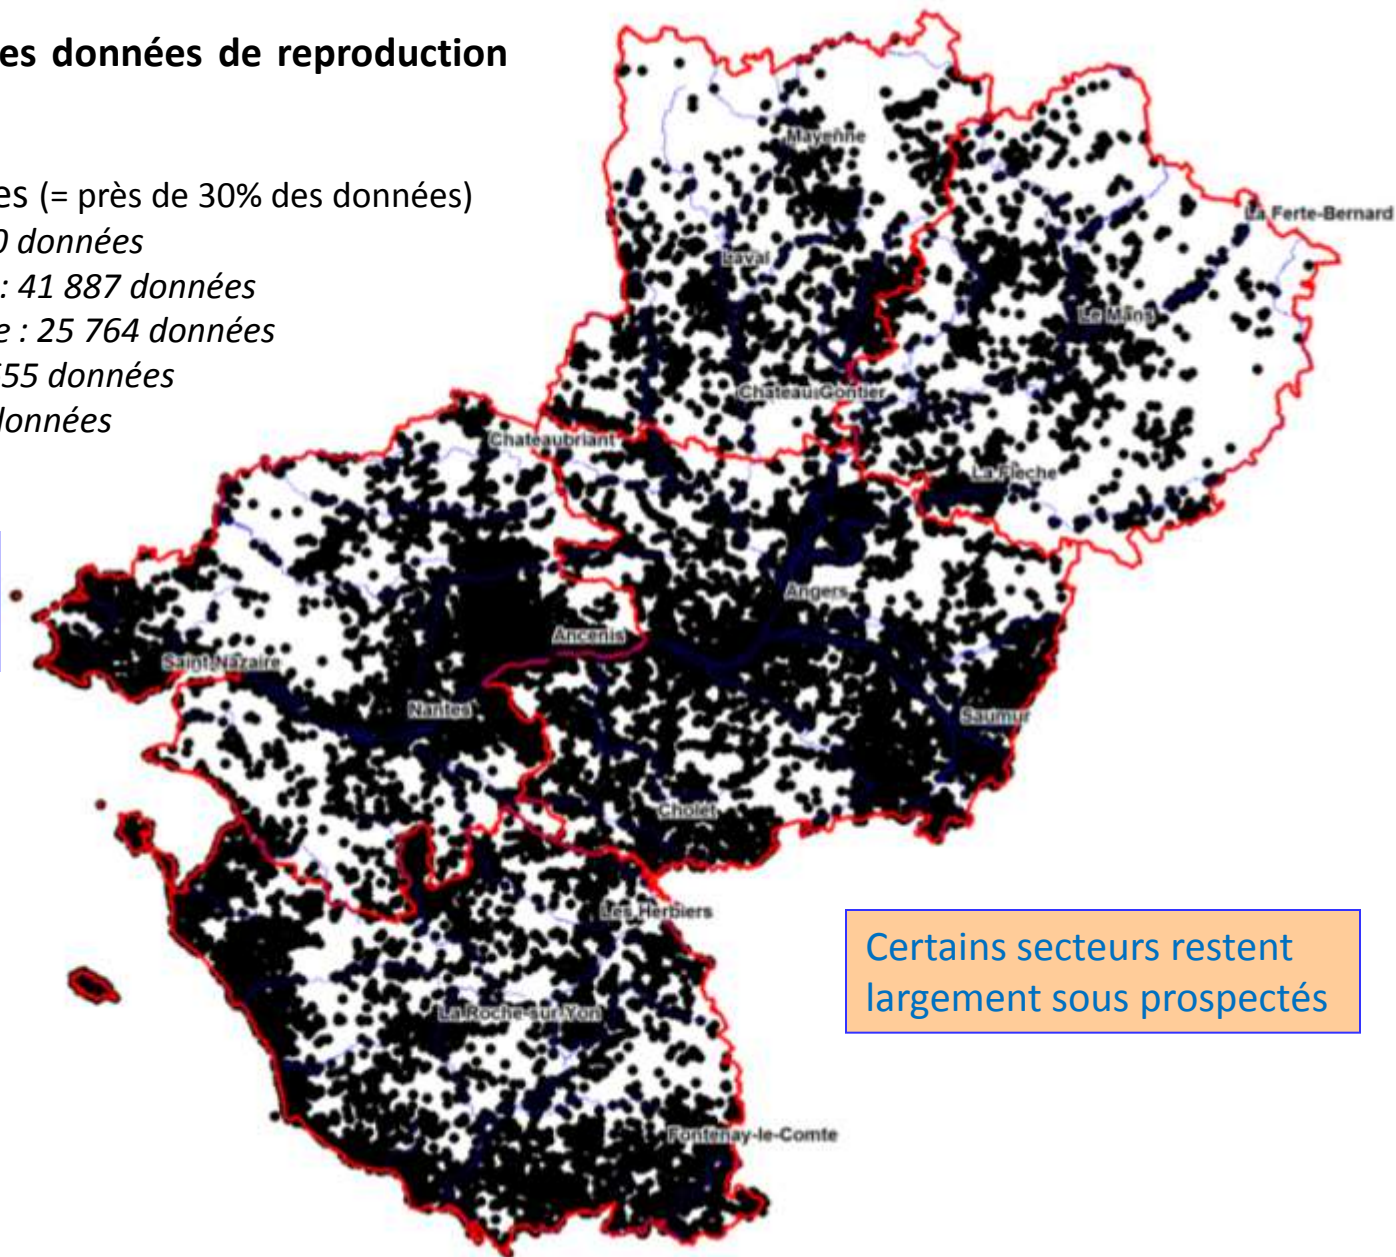 es données de reproduction
es (= près de 30% des données)
0 données
: 41 887 données
e : 25 764 données
555 données
données
Mayenne
La Ferte-Bernard
Laval
Le Mans
Chateau Gontier
Chateaubriant
La Fleche
Angers
Ancenis
Saint Nazaire
Nantes
Saumur
Cholet
Les Herbiers
Certains secteurs restent
largement sous prospectés
La Roche-sur-Yon
Fontenay-le-Comte